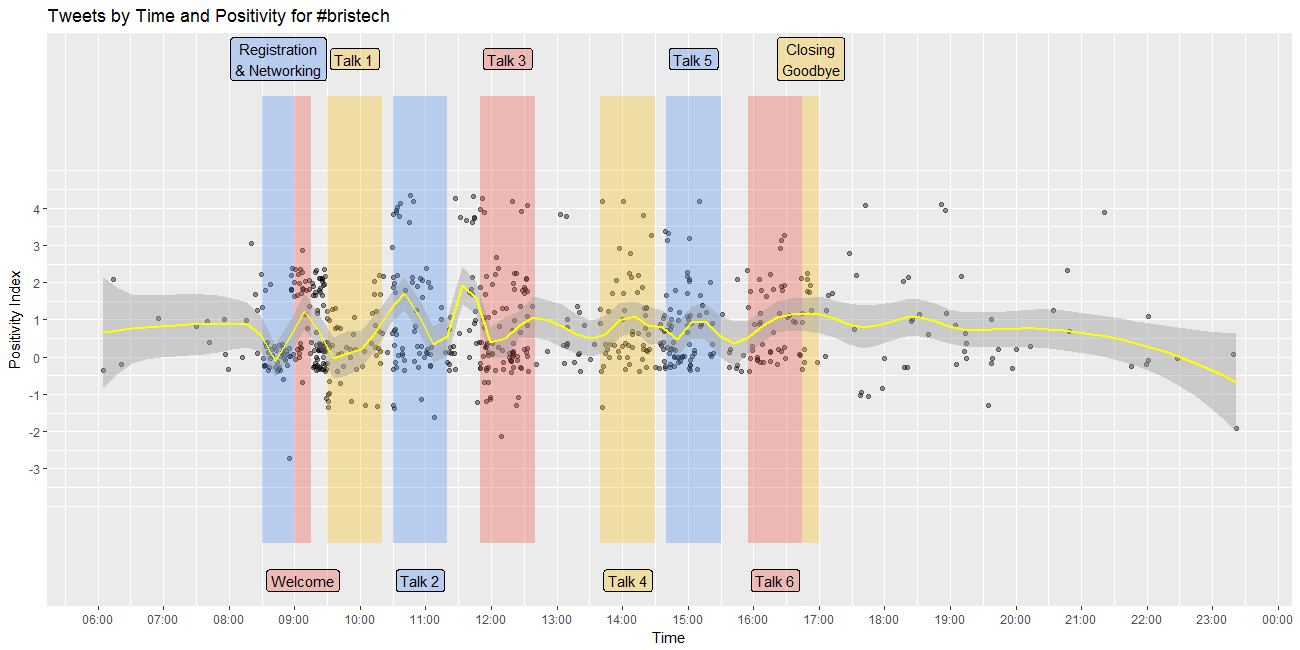 Tweets by Time and Positivity for #bristech
Registration
& Networking
Talk 1
Talk 3
Talk 5
Closing
Goodbye
Positivity Index
4
3
2
1
0
-1
-2
-3
Welcome
Talk 2
Talk 4
Talk 6
06:00 07:00 08:00 09:00 10:00 11:00 12:00 13:00 14:00 15:00 16:00 17:00 18:00 19:00 20:00 21:00 22:00 23:00 00:00
Time